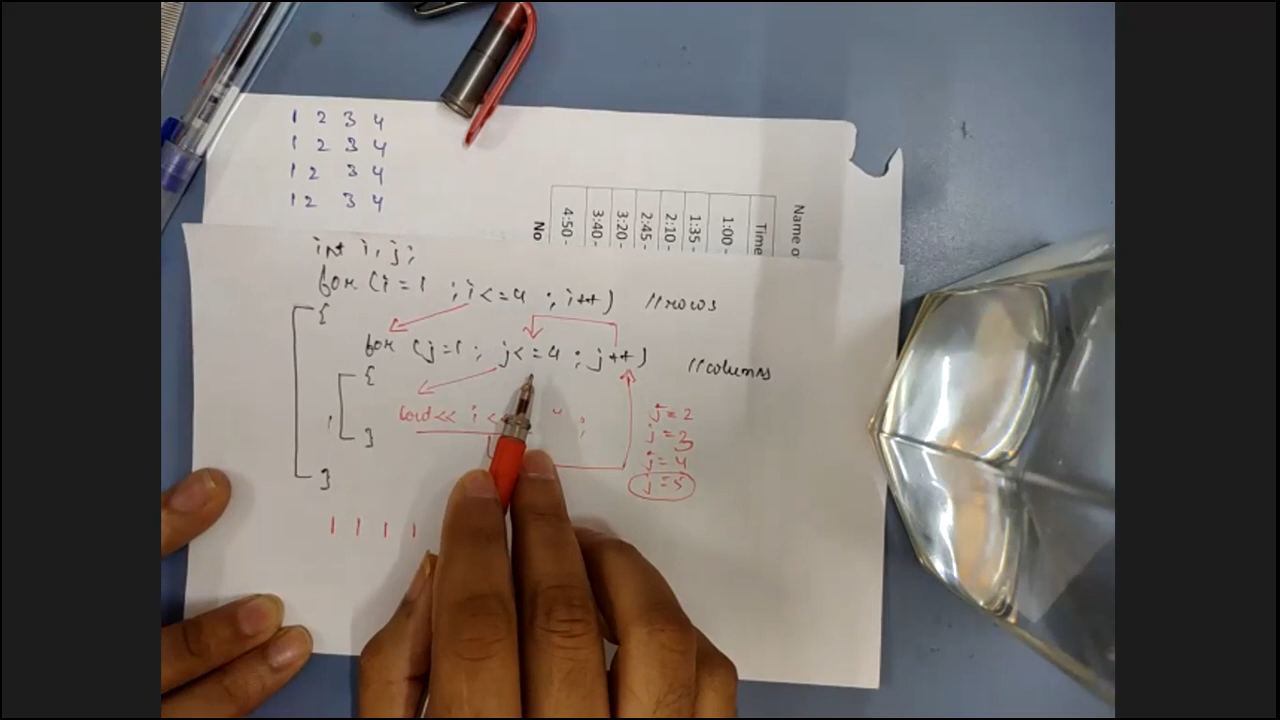 1 2 3 4
1 2 3 4
1 2 3 4
1 2 3 4
Name o
Time
1:00 -
1:35 -
2:10 -
2:45 -
3:20 -
3:40 -
4:50 -
No
int i, j;
for (i = 1 ; i <= 4 ; i++) // rows
{
for (j = 1 ; j <= 4 ; j++) // columns
{
cout << i < " ;
}
}
j = 2
j = 3
j = 4
j = 5
1 1 1 1